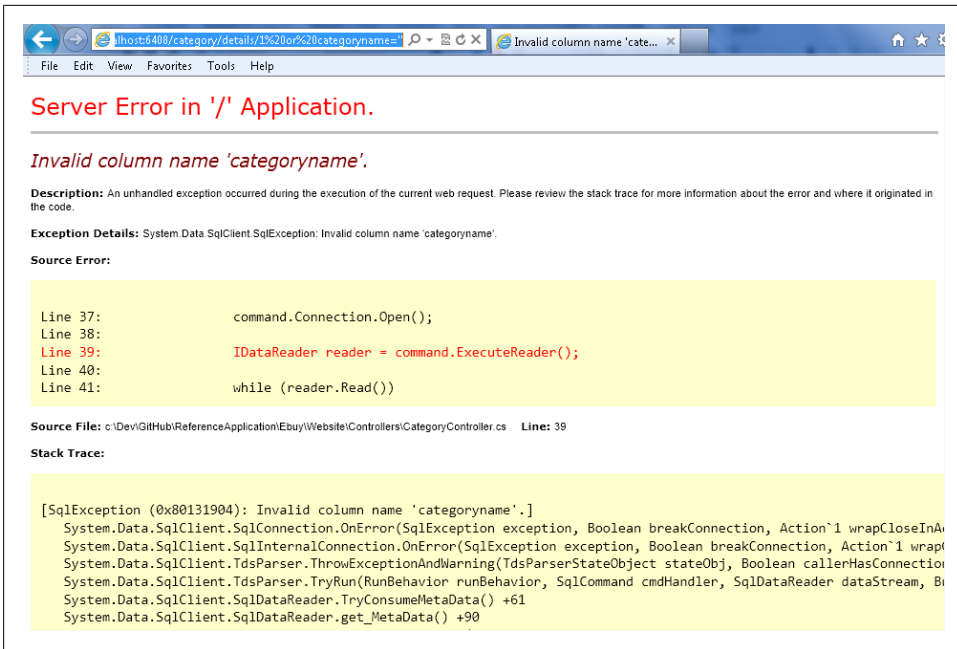 alhost:6408/category/details/1%20or%20categoryname=''
Invalid column name 'cate...
File Edit View Favorites Tools Help
Server Error in '/' Application.
Invalid column name 'categoryname'.
Description: An unhandled exception occurred during the execution of the current web request. Please review the stack trace for more information about the error and where it originated in
the code.
Exception Details: System.Data.SqlClient.SqlException: Invalid column name 'categoryname'.
Source Error:
Line 37: command.Connection.Open();
Line 38:
Line 39: IDataReader reader = command.ExecuteReader();
Line 40:
Line 41: while (reader.Read())
Source File: c:\Dev\GitHub\ReferenceApplication\Ebuy\Website\Controllers\CategoryController.cs Line: 39
Stack Trace:
[SqlException (0x80131904): Invalid column name 'categoryname'.]
System.Data.SqlClient.SqlConnection.OnError(SqlException exception, Boolean breakConnection, Action`1 wrapCloseInA
System.Data.SqlClient.SqlInternalConnection.OnError(SqlException exception, Boolean breakConnection, Action`1 wrap
System.Data.SqlClient.TdsParser.ThrowExceptionAndWarning(TdsParserStateObject stateObj, Boolean callerHasConnection
System.Data.SqlClient.TdsParser.TryRun(RunBehavior runBehavior, SqlCommand cmdHandler, SqlDataReader dataStream, Bu
System.Data.SqlClient.SqlDataReader.TryConsumeMetaData() +61
System.Data.SqlClient.SqlDataReader.get_MetaData() +90